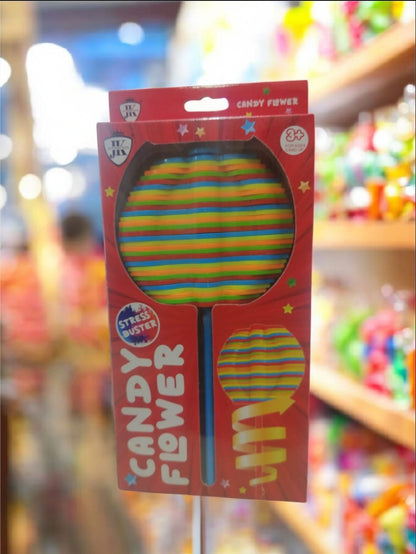 CANDY FLOWER
3+
STRESS
BUSTER
CANDY
FLOWER